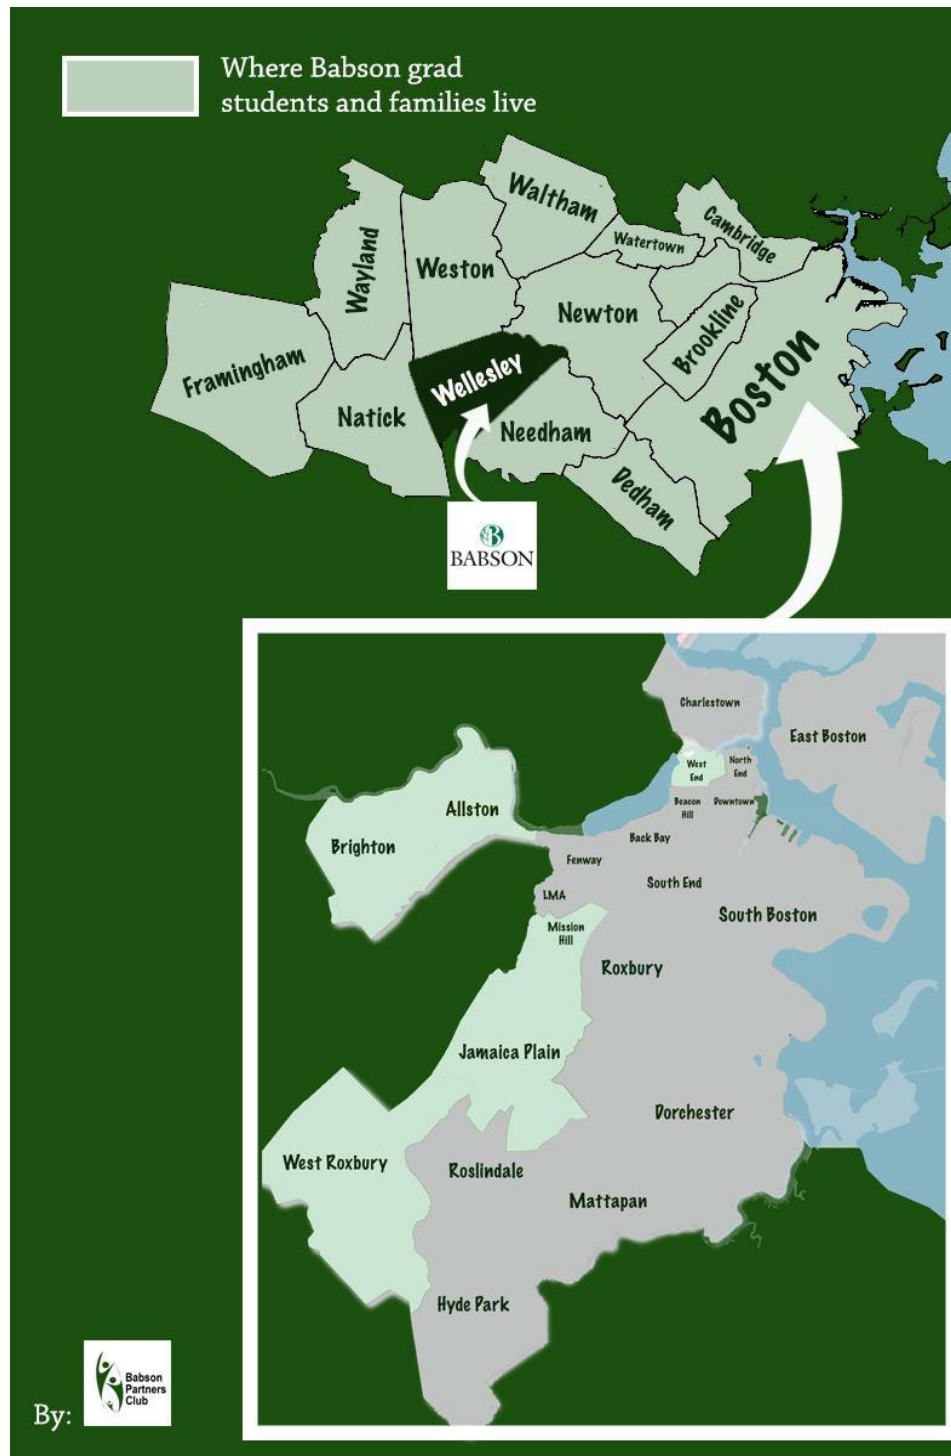 Where Babson grad
students and families live
Waltham
Cambridge
Watertown
Wayland
Weston
Newton
Brookline
Framingham
Wellesley
Boston
Natick
Needham
Dedham
BABSON
Charlestown
East Boston
West
End
North
End
Beacon
Hill
Downtown
Allston
Brighton
Back Bay
Fenway
South End
LMA
South Boston
Mission
Hill
Roxbury
Jamaica Plain
Dorchester
West Roxbury
Roslindale
Mattapan
Hyde Park
By:
Babson
Partners
Club